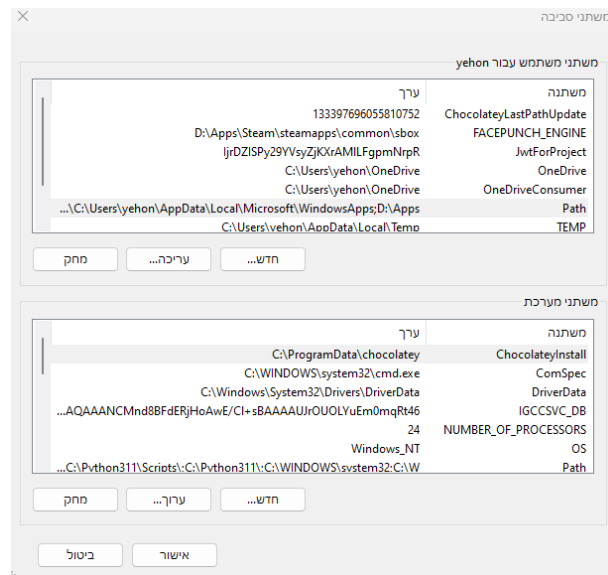 משתני סביבה
משתני משתמש עבור yehon
משתנה ערך
ChocolateyLastPathUpdate 133397696055810752
FACEPUNCH_ENGINE D:\Apps\Steam\steamapps\common\sbox
JwtForProject ljrDZISPy29YVsyZjKXrAMILFgpmNrpR
OneDrive C:\Users\yehon\OneDrive
OneDriveConsumer C:\Users\yehon\OneDrive
Path ...\C:\Users\yehon\AppData\Local\Microsoft\WindowsApps;D:\Apps
TEMP C:\Users\yehon\AppData\Local\Temp
חדש... עריכה... מחק
משתני מערכת
משתנה ערך
ChocolateyInstall C:\ProgramData\chocolatey
ComSpec C:\WINDOWS\system32\cmd.exe
DriverData C:\Windows\System32\Drivers\DriverData
IGCCSVC_DB ...AQAAANCMnd8BFdERjHoAwE/Cl+sBAAAAUJrOUOLYuEm0mqRt46
NUMBER_OF_PROCESSORS 24
OS Windows_NT
Path ...C:\Python311\Scripts\;C:\Python311\;C:\WINDOWS\system32;C:\W
חדש... ערוך... מחק
אישור ביטול